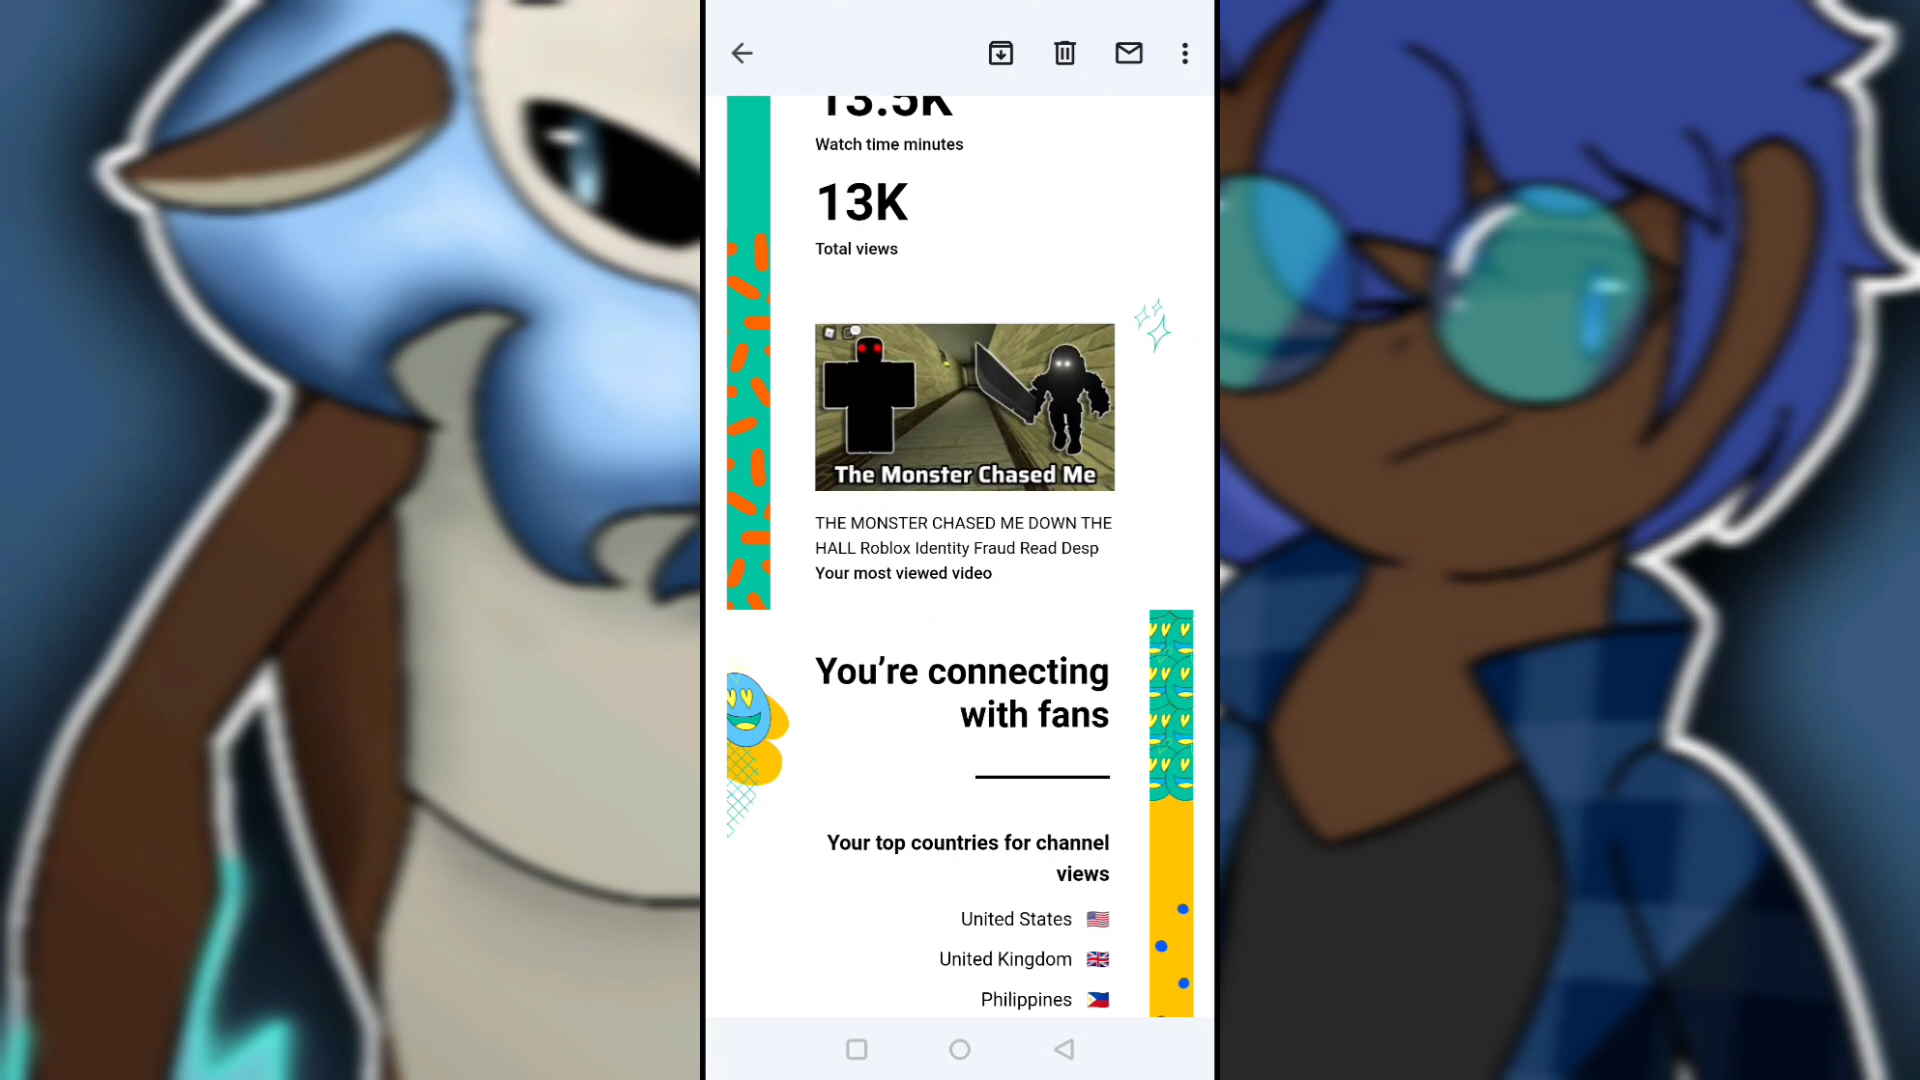 13.5K
Watch time minutes
13K
Total views
The Monster Chased Me
THE MONSTER CHASED ME DOWN THE
HALL Roblox Identity Fraud Read Desp
Your most viewed video
You’re connecting
with fans
Your top countries for channel
views
United States
United Kingdom
Philippines